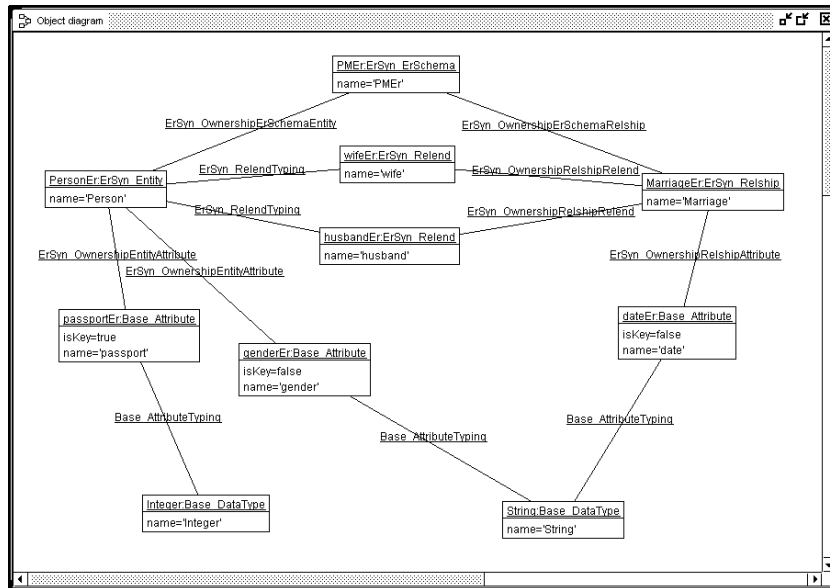 Object diagram
PMEr:ErSyn_ErSchema
name='PMEr'
ErSyn_OwnershipErSchemaEntity
ErSyn_OwnershipErSchemaRelship
wifeEr:ErSyn_Relend
name='wife'
ErSyn_RelendTyping
ErSyn_OwnershipRelshipRelend
PersonEr:ErSyn_Entity
name='Person'
MarriageEr:ErSyn_Relship
name='Marriage'
ErSyn_RelendTyping
ErSyn_OwnershipRelshipRelend
husbandEr:ErSyn_Relend
name='husband'
ErSyn_OwnershipEntityAttribute
ErSyn_OwnershipEntityAttribute
ErSyn_OwnershipRelshipAttribute
passportEr:Base_Attribute
isKey=true
name='passport'
dateEr:Base_Attribute
isKey=false
name='date'
genderEr:Base_Attribute
isKey=false
name='gender'
Base_AttributeTyping
Base_AttributeTyping
Base_AttributeTyping
Integer:Base_DataType
name='Integer'
String:Base_DataType
name='String'